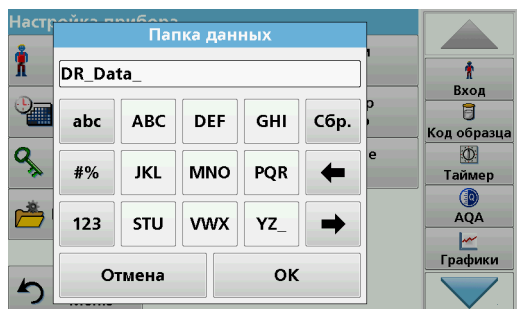 Настройка прибора
Папка данных
DR_Data_
abc ABC DEF GHI Сбр.
#% JKL MNO PQR
123 STU VWX YZ_
Отмена OK
Вход
Код образца
Таймер
AQA
Графики